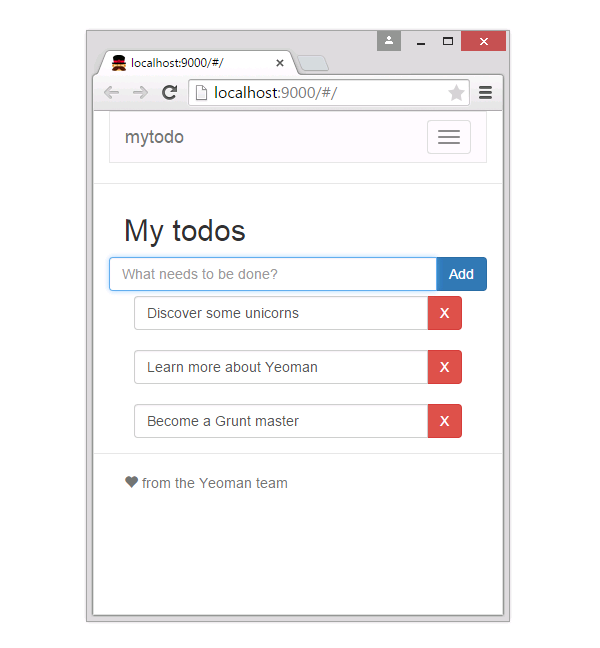 localhost:9000/#/
localhost:9000/#/
mytodo
My todos
What needs to be done?
Add
Discover some unicorns
X
Learn more about Yeoman
X
Become a Grunt master
X
from the Yeoman team